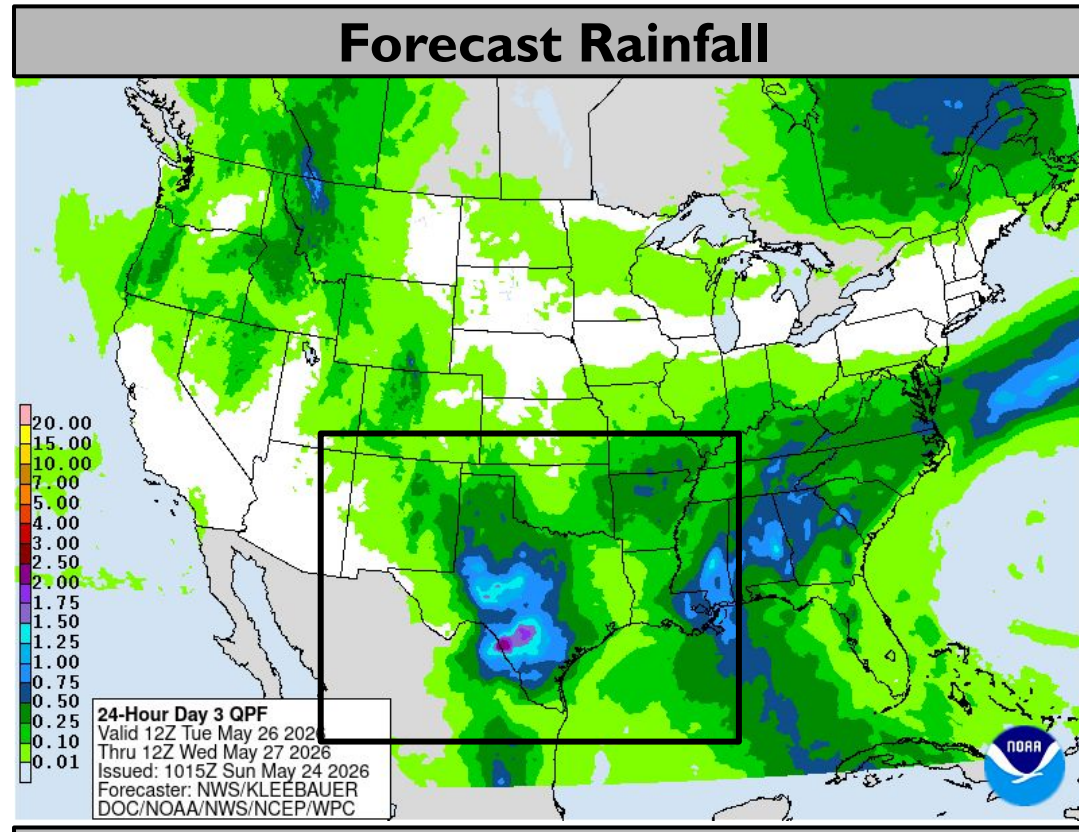 Forecast Rainfall
20.00
15.00
10.00
7.00
5.00
4.00
3.00
2.50
2.00
1.75
1.50
1.25
1.00
0.75
0.50
0.25
0.10
0.01
24-Hour Day 3 QPF
Valid 12Z Tue May 26 2026
Thru 12Z Wed May 27 2026
Issued: 1015Z Sun May 24 2026
Forecaster: NWS/KLEEBAUER
DOC/NOAA/NWS/NCEP/WPC
NOAA